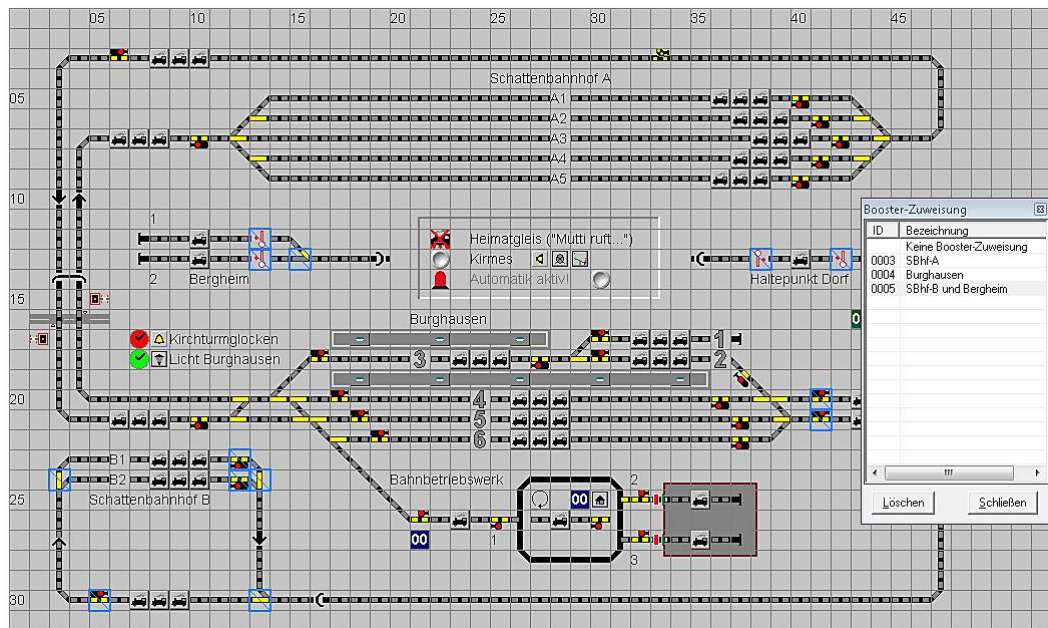 05 10 15 20 25 30 35 40 45
Schattenbahnhof A
05
A1
A2
A3
A4
A5
10
1
2 Bergheim
Heimatgleis ("Mutti ruft...")
Kirmes
Automatik aktiv!
Haltepunkt Dorf
15
Burghausen
Kirchturmglocken
Licht Burghausen
1
3
2
20
4
5
6
B1
B2
Schattenbahnhof B
Bahnbetriebswerk
25
00
2
00
1
3
30
Booster-Zuweisung
ID Bezeichnung
Keine Booster-Zuweisung
0003 SBhf-A
0004 Burghausen
0005 SBhf-B und Bergheim
Löschen Schließen